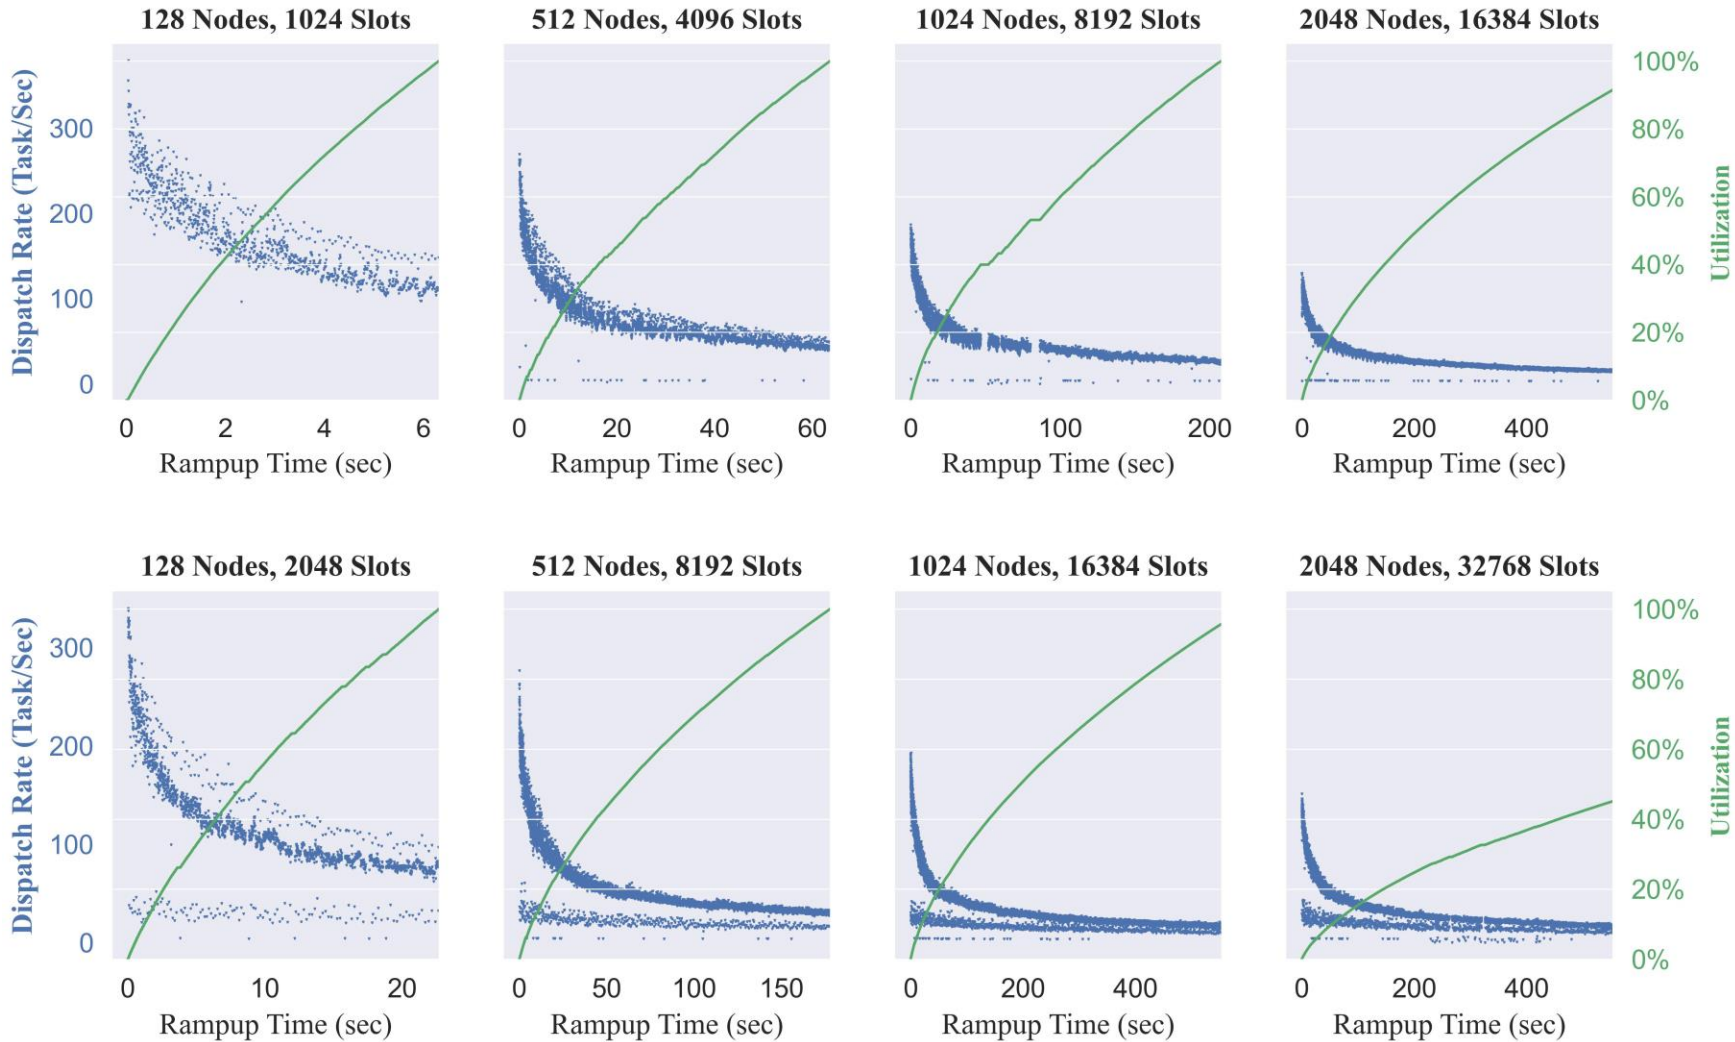 128 Nodes, 1024 Slots
512 Nodes, 4096 Slots
1024 Nodes, 8192 Slots
2048 Nodes, 16384 Slots
Dispatch Rate (Task/Sec)
300
200
100
0
100%
80%
60%
40%
20%
0%
Utilization
0 2 4 6
0 20 40 60
0 100 200
0 200 400
Rampup Time (sec)
Rampup Time (sec)
Rampup Time (sec)
Rampup Time (sec)
128 Nodes, 2048 Slots
512 Nodes, 8192 Slots
1024 Nodes, 16384 Slots
2048 Nodes, 32768 Slots
Dispatch Rate (Task/Sec)
300
200
100
0
100%
80%
60%
40%
20%
0%
Utilization
0 10 20
0 50 100 150
0 200 400
0 200 400
Rampup Time (sec)
Rampup Time (sec)
Rampup Time (sec)
Rampup Time (sec)